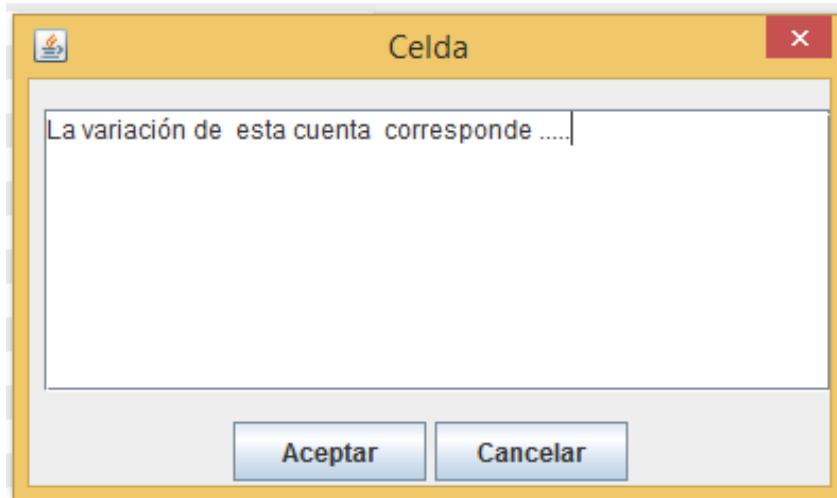 Celda
La variación de  esta cuenta  corresponde .....
Aceptar
Cancelar